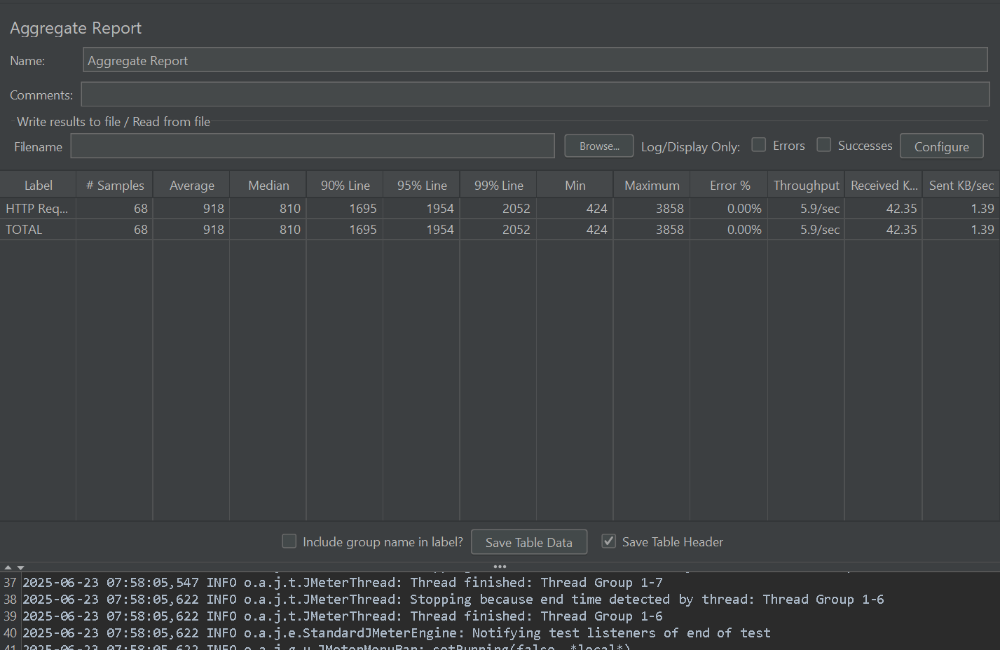 Aggregate Report
Name: Aggregate Report
Comments:
Write results to file / Read from file
Filename Browse... Log/Display Only: Errors Successes Configure
Label # Samples Average Median 90% Line 95% Line 99% Line Min Maximum Error % Throughput Received K... Sent KB/sec
HTTP Req... 68 918 810 1695 1954 2052 424 3858 0.00% 5.9/sec 42.35 1.39
TOTAL 68 918 810 1695 1954 2052 424 3858 0.00% 5.9/sec 42.35 1.39
Include group name in label? Save Table Data Save Table Header
37 2025-06-23 07:58:05,547 INFO o.a.j.t.JMeterThread: Thread finished: Thread Group 1-7
38 2025-06-23 07:58:05,622 INFO o.a.j.t.JMeterThread: Stopping because end time detected by thread: Thread Group 1-6
39 2025-06-23 07:58:05,622 INFO o.a.j.t.JMeterThread: Thread finished: Thread Group 1-6
40 2025-06-23 07:58:05,622 INFO o.a.j.e.StandardJMeterEngine: Notifying test listeners of end of test
41 2025-06-23 07:58:05,622 INFO o.a.j.g.u.JMeterMenuBar: setRunning(false, *local*)